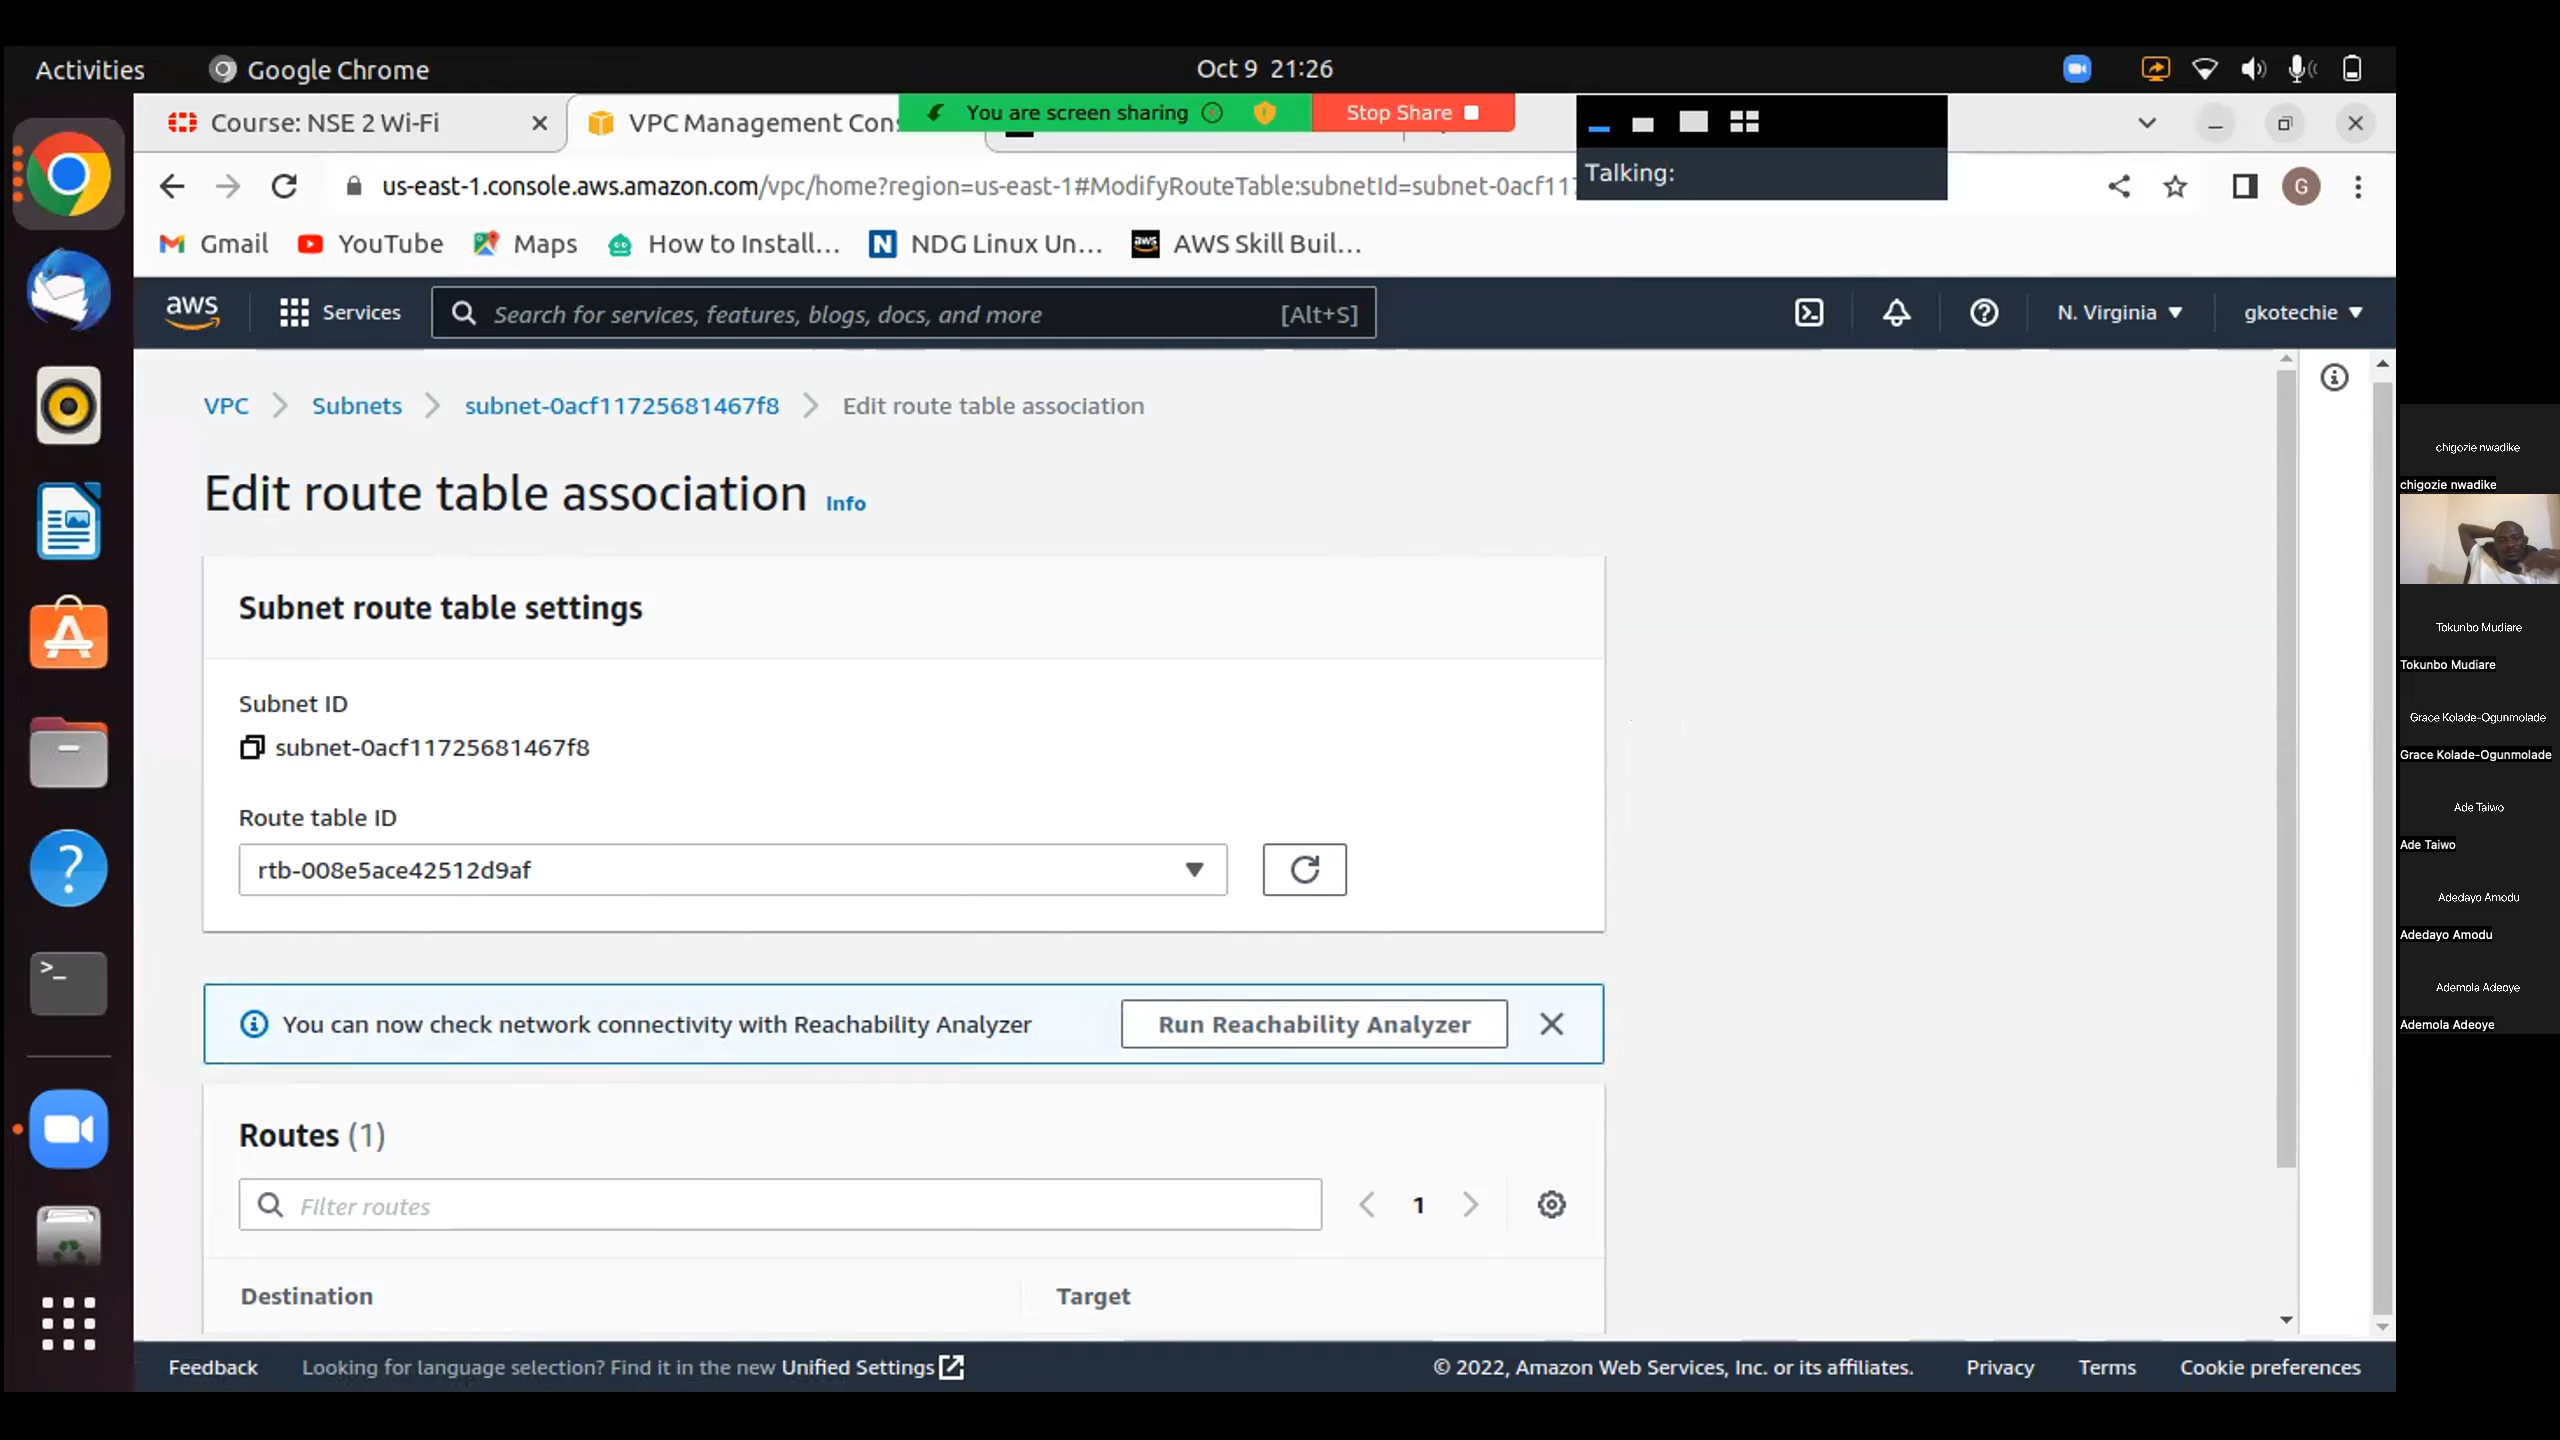 Activities
Google Chrome
Oct 9 21:26
Course: NSE 2 Wi-Fi
VPC Management Con
You are screen sharing
Stop Share
Talking:
us-east-1.console.aws.amazon.com/vpc/home?region=us-east-1#ModifyRouteTable:subnetId=subnet-0acf117
G
Gmail
YouTube
Maps
How to Install...
N
NDG Linux Un...
aws
AWS Skill Buil...
aws
Services
Search for services, features, blogs, docs, and more
[Alt+S]
N. Virginia
gkotechie
VPC
Subnets
subnet-0acf11725681467f8
Edit route table association
Edit route table association
Info
Subnet route table settings
Subnet ID
subnet-0acf11725681467f8
Route table ID
rtb-008e5ace42512d9af
You can now check network connectivity with Reachability Analyzer
Run Reachability Analyzer
Routes (1)
Filter routes
1
Destination
Target
Feedback
Looking for language selection? Find it in the new Unified Settings
© 2022, Amazon Web Services, Inc. or its affiliates.
Privacy
Terms
Cookie preferences
chigozie nwadike
chigozie nwadike
Tokunbo Mudiare
Tokunbo Mudiare
Grace Kolade-Ogunmolade
Grace Kolade-Ogunmolade
Ade Taiwo
Ade Taiwo
Adedayo Amodu
Adedayo Amodu
Ademola Adeoye
Ademola Adeoye